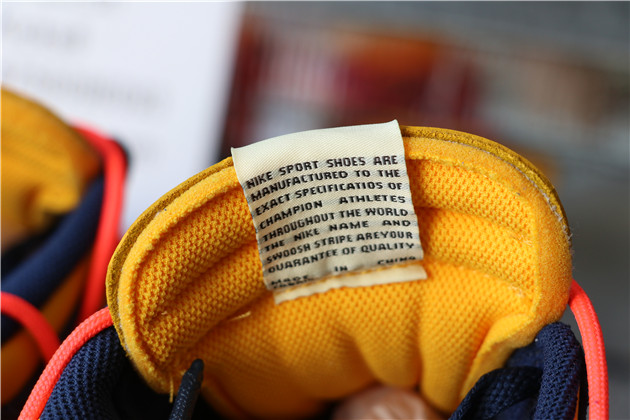 NIKE SPORT SHOES ARE
MANUFACTURED TO THE
EXACT SPECIFICATIOS OF
CHAMPION ATHLETES
THROUGHOUT THE WORLD
THE NIKE NAME AND
SWOOSH STRIPE AREYOUR
GUARANTEE OF QUALITY
MADE IN CHINA